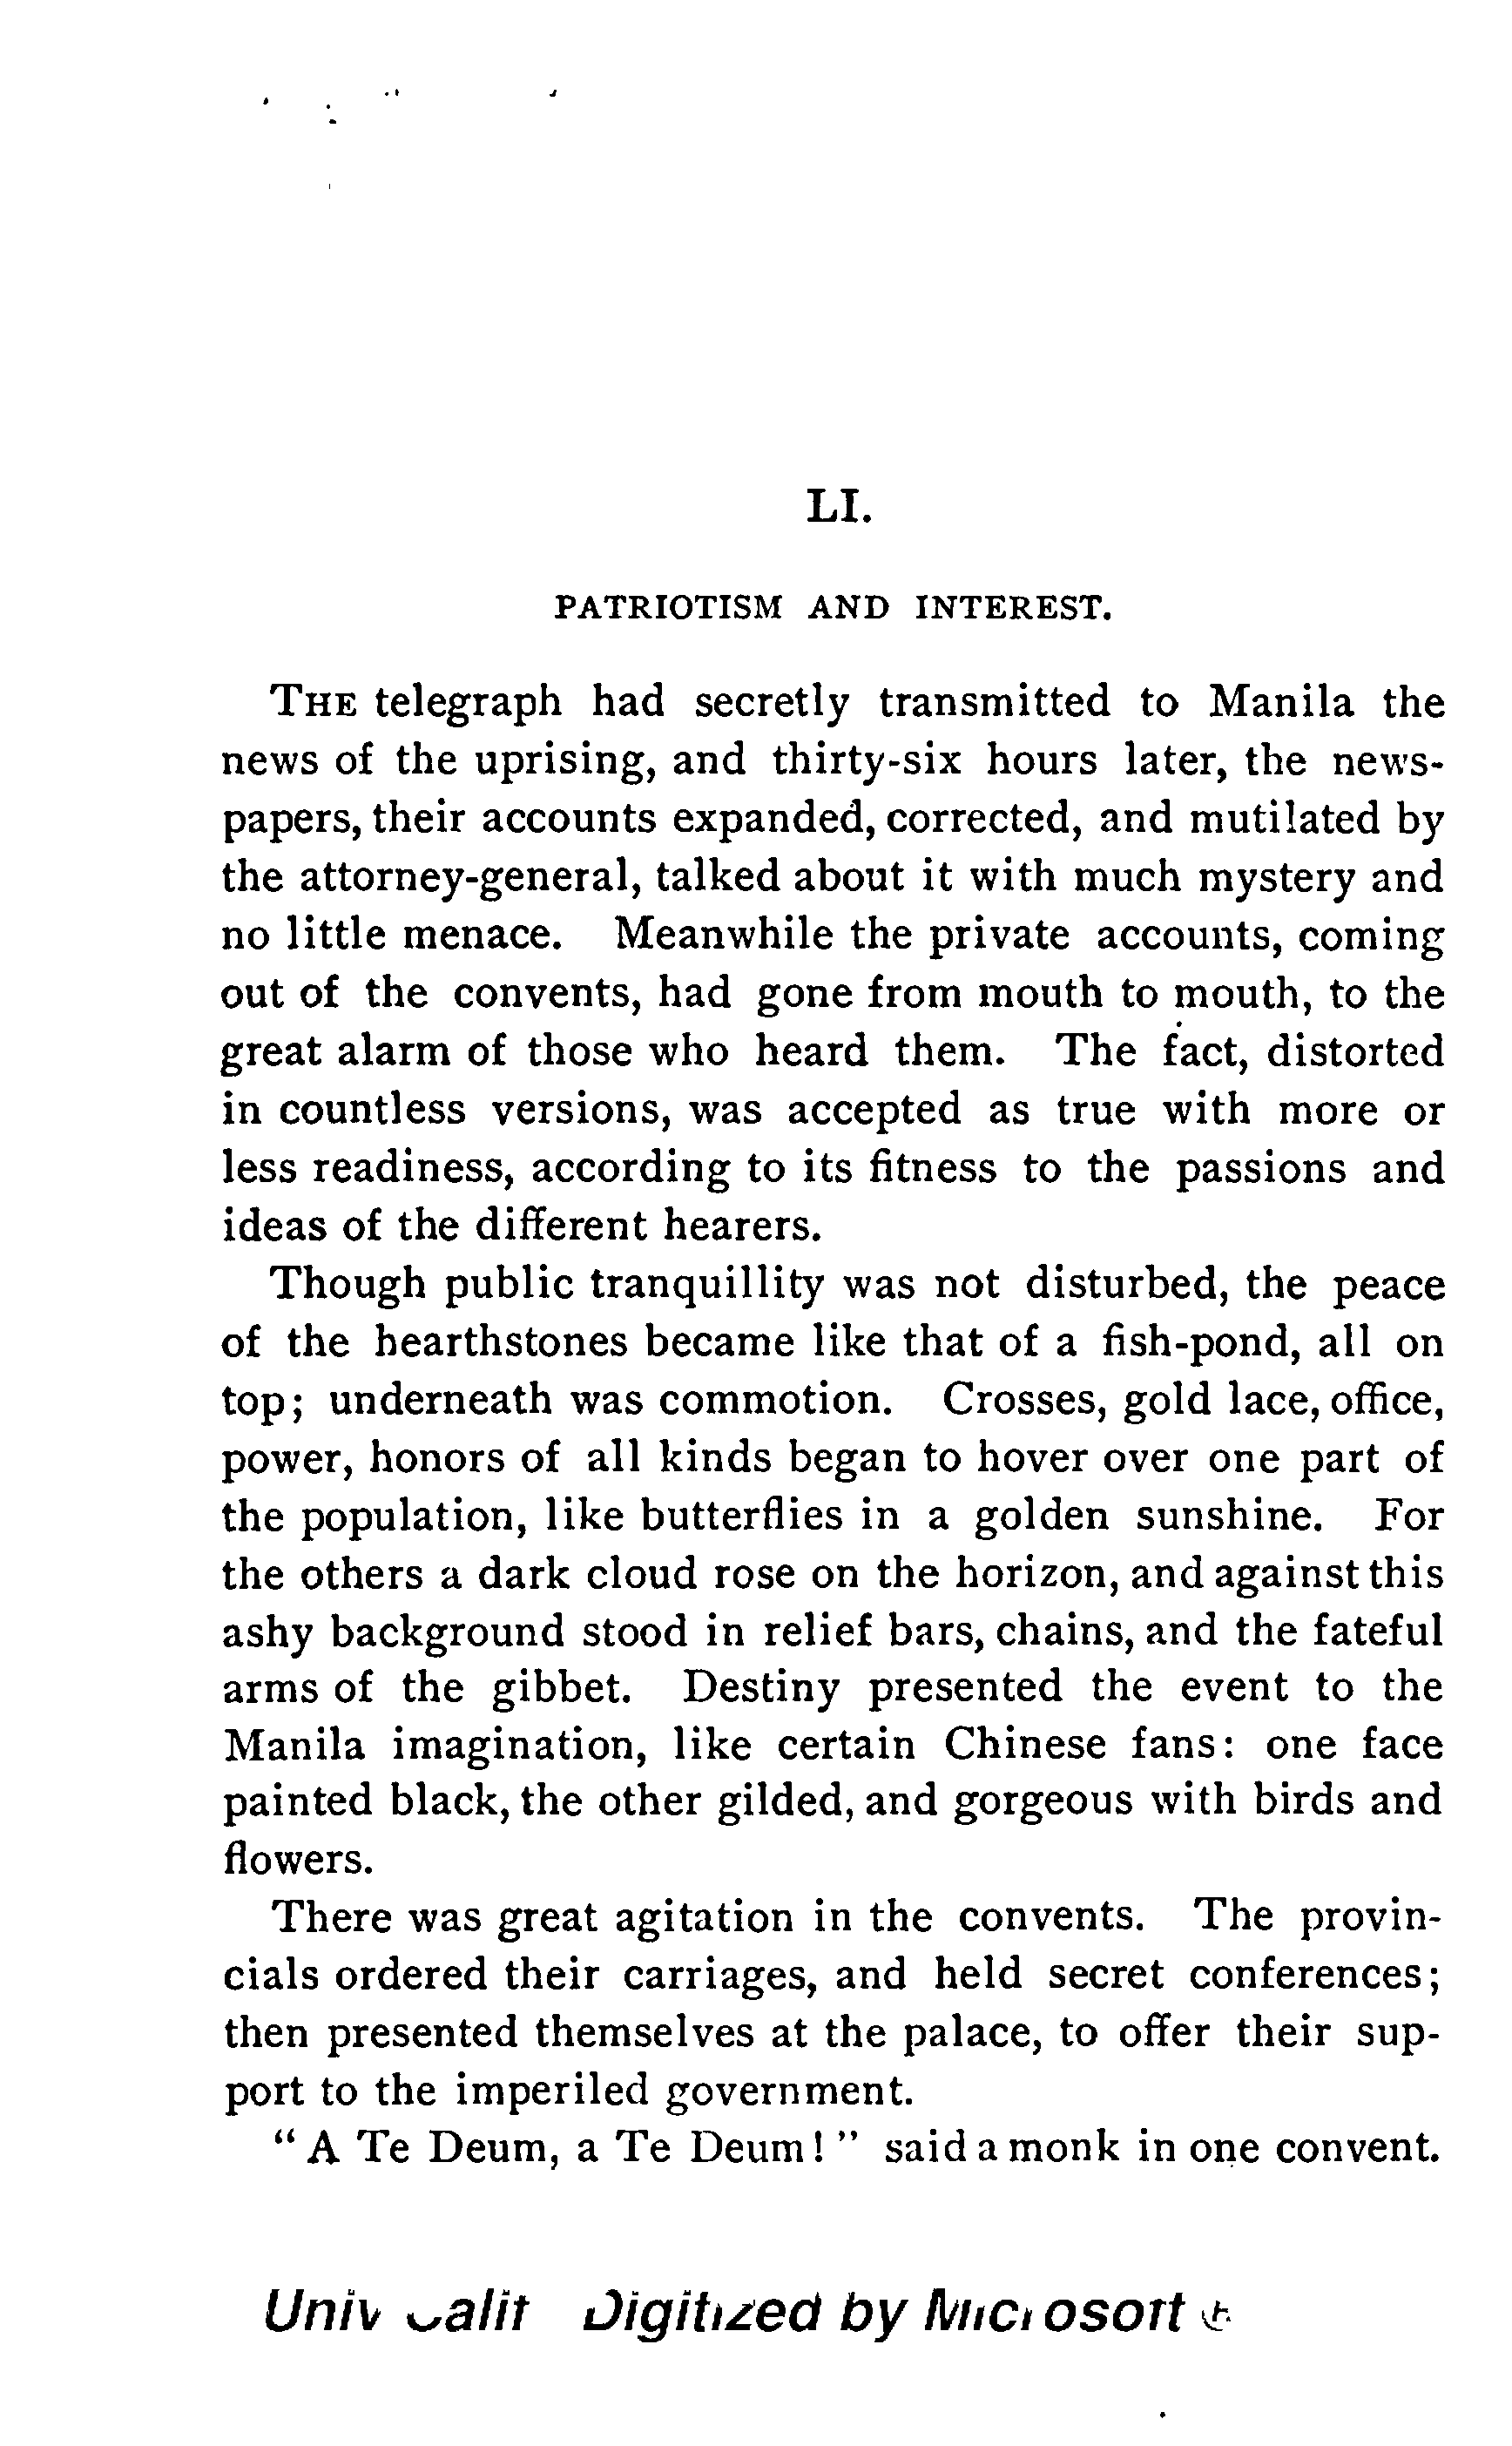 LI.
PATRIOTISM AND INTEREST.
THE telegraph had secretly transmitted to Manila the
news of the uprising, and thirty-six hours later, the news-
papers, their accounts expanded, corrected, and mutilated by
the attorney-general, talked about it with much mystery and
no little menace. Meanwhile the private accounts, coming
out of the convents, had gone from mouth to mouth, to the
great alarm of those who heard them. The fact, distorted
in countless versions, was accepted as true with more or
less readiness, according to its fitness to the passions and
ideas of the different hearers.
Though public tranquillity was not disturbed, the peace
of the hearthstones became like that of a fish-pond, all on
top; underneath was commotion. Crosses, gold lace, office,
power, honors of all kinds began to hover over one part of
the population, like butterflies in a golden sunshine. For
the others a dark cloud rose on the horizon, and against this
ashy background stood in relief bars, chains, and the fateful
arms of the gibbet. Destiny presented the event to the
Manila imagination, like certain Chinese fans: one face
painted black, the other gilded, and gorgeous with birds and
flowers.
There was great agitation in the convents. The provin-
cials ordered their carriages, and held secret conferences;
then presented themselves at the palace, to offer their sup-
port to the imperiled government.
"A Te Deum, a Te Deum!" said a monk in one convent.
Univ Calif Digitized by Microsoft ®